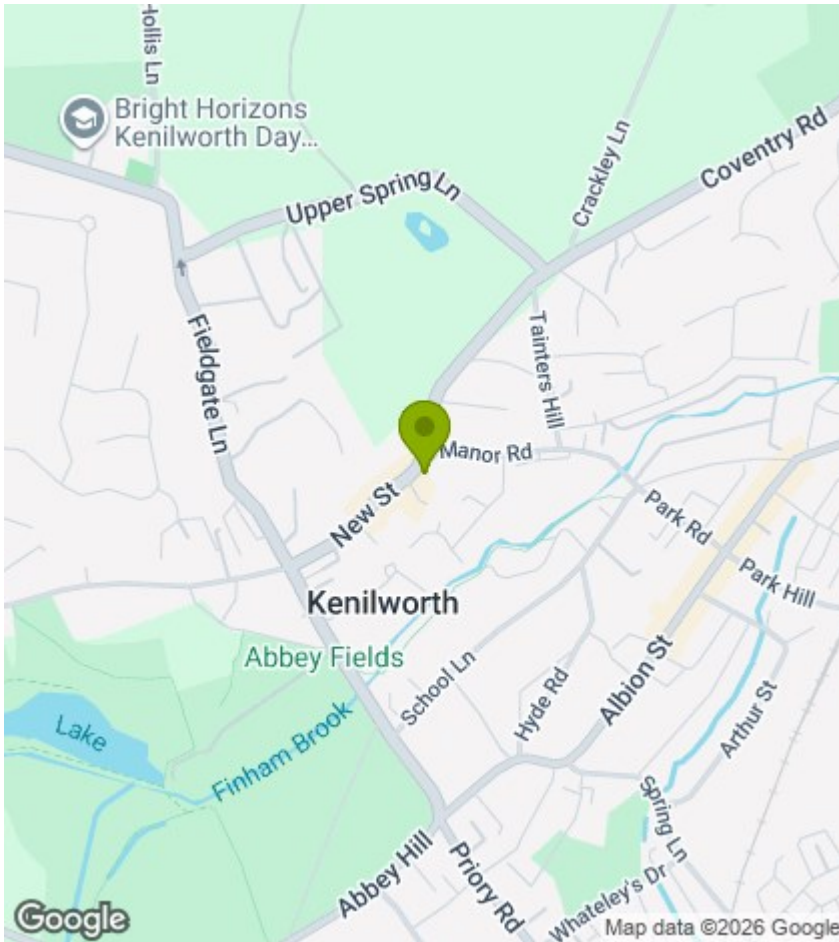 Hollis Ln
Bright Horizons
Kenilworth Day...
Coventry Rd
Crackley Ln
Upper Spring Ln
Fieldgate Ln
Tainters Hill
Manor Rd
New St
Park Rd
Park Hill
Kenilworth
Abbey Fields
School Ln
Hyde Rd
Albion St
Arthur St
Lake
Finham Brook
Spring Ln
Abbey Hill
Priory Rd
Whateley's Dr
Google
Map data ©2026 Google